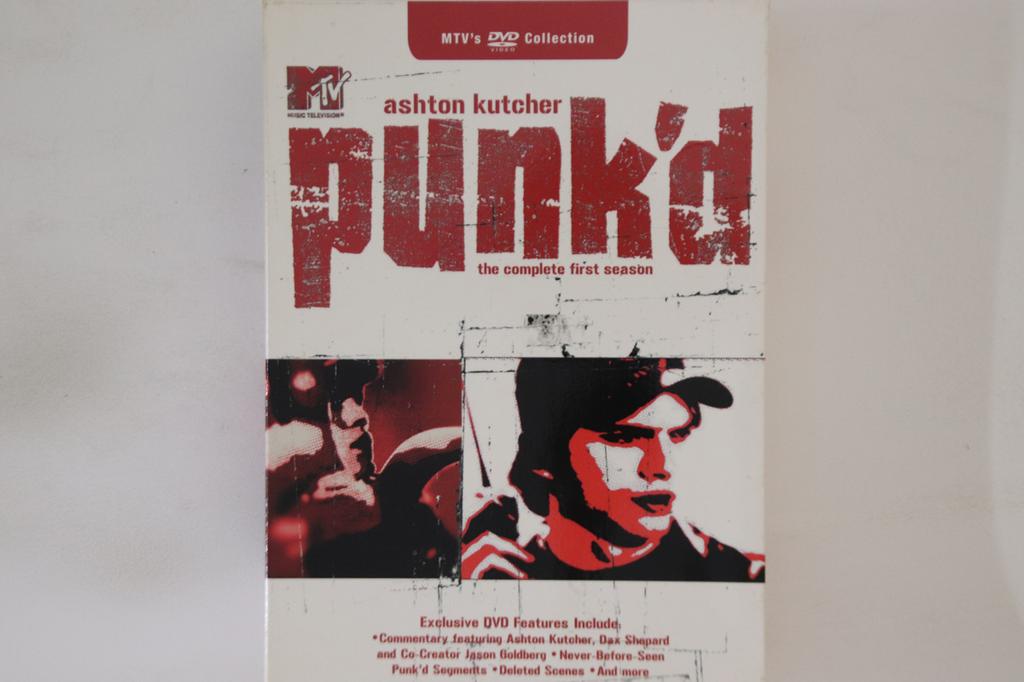 MTV's DVD VIDEO Collection
MTV
MUSIC TELEVISION®
ashton kutcher
punk'd
the complete first season
Exclusive DVD Features Include:
•Commentary featuring Ashton Kutcher, Dax Shepard
and Co-Creator Jason Goldberg •Never-Before-Seen
Punk'd Segments •Deleted Scenes •And more